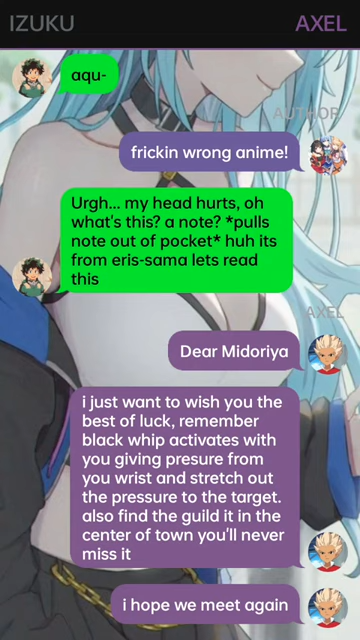 IZUKU
AXEL
aqu-
AUTHOR
frickin wrong anime!
Urgh... my head hurts, oh
what's this? a note? *pulls
note out of pocket* huh its
from eris-sama lets read
this
AXEL
Dear Midoriya
i just want to wish you the
best of luck, remember
black whip activates with
you giving presure from
you wrist and stretch out
the pressure to the target.
also find the guild it in the
center of town you'll never
miss it
i hope we meet again